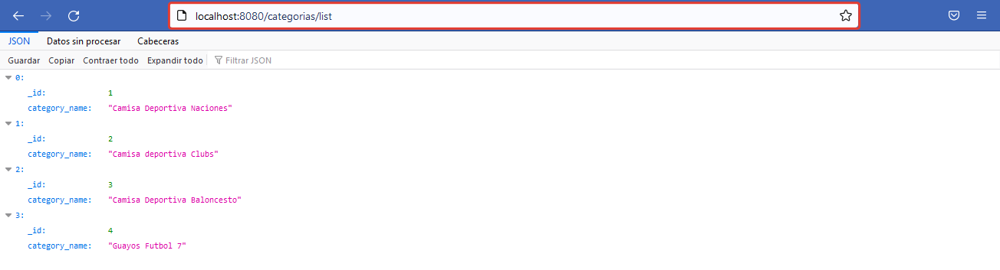 localhost:8080/categorias/list
JSON Datos sin procesar Cabeceras
Guardar Copiar Contraer todo Expandir todo Filtrar JSON
0:
_id: 1
category_name: "Camisa Deportiva Naciones"
1:
_id: 2
category_name: "Camisa deportiva Clubs"
2:
_id: 3
category_name: "Camisa Deportiva Baloncesto"
3:
_id: 4
category_name: "Guayos Futbol 7"